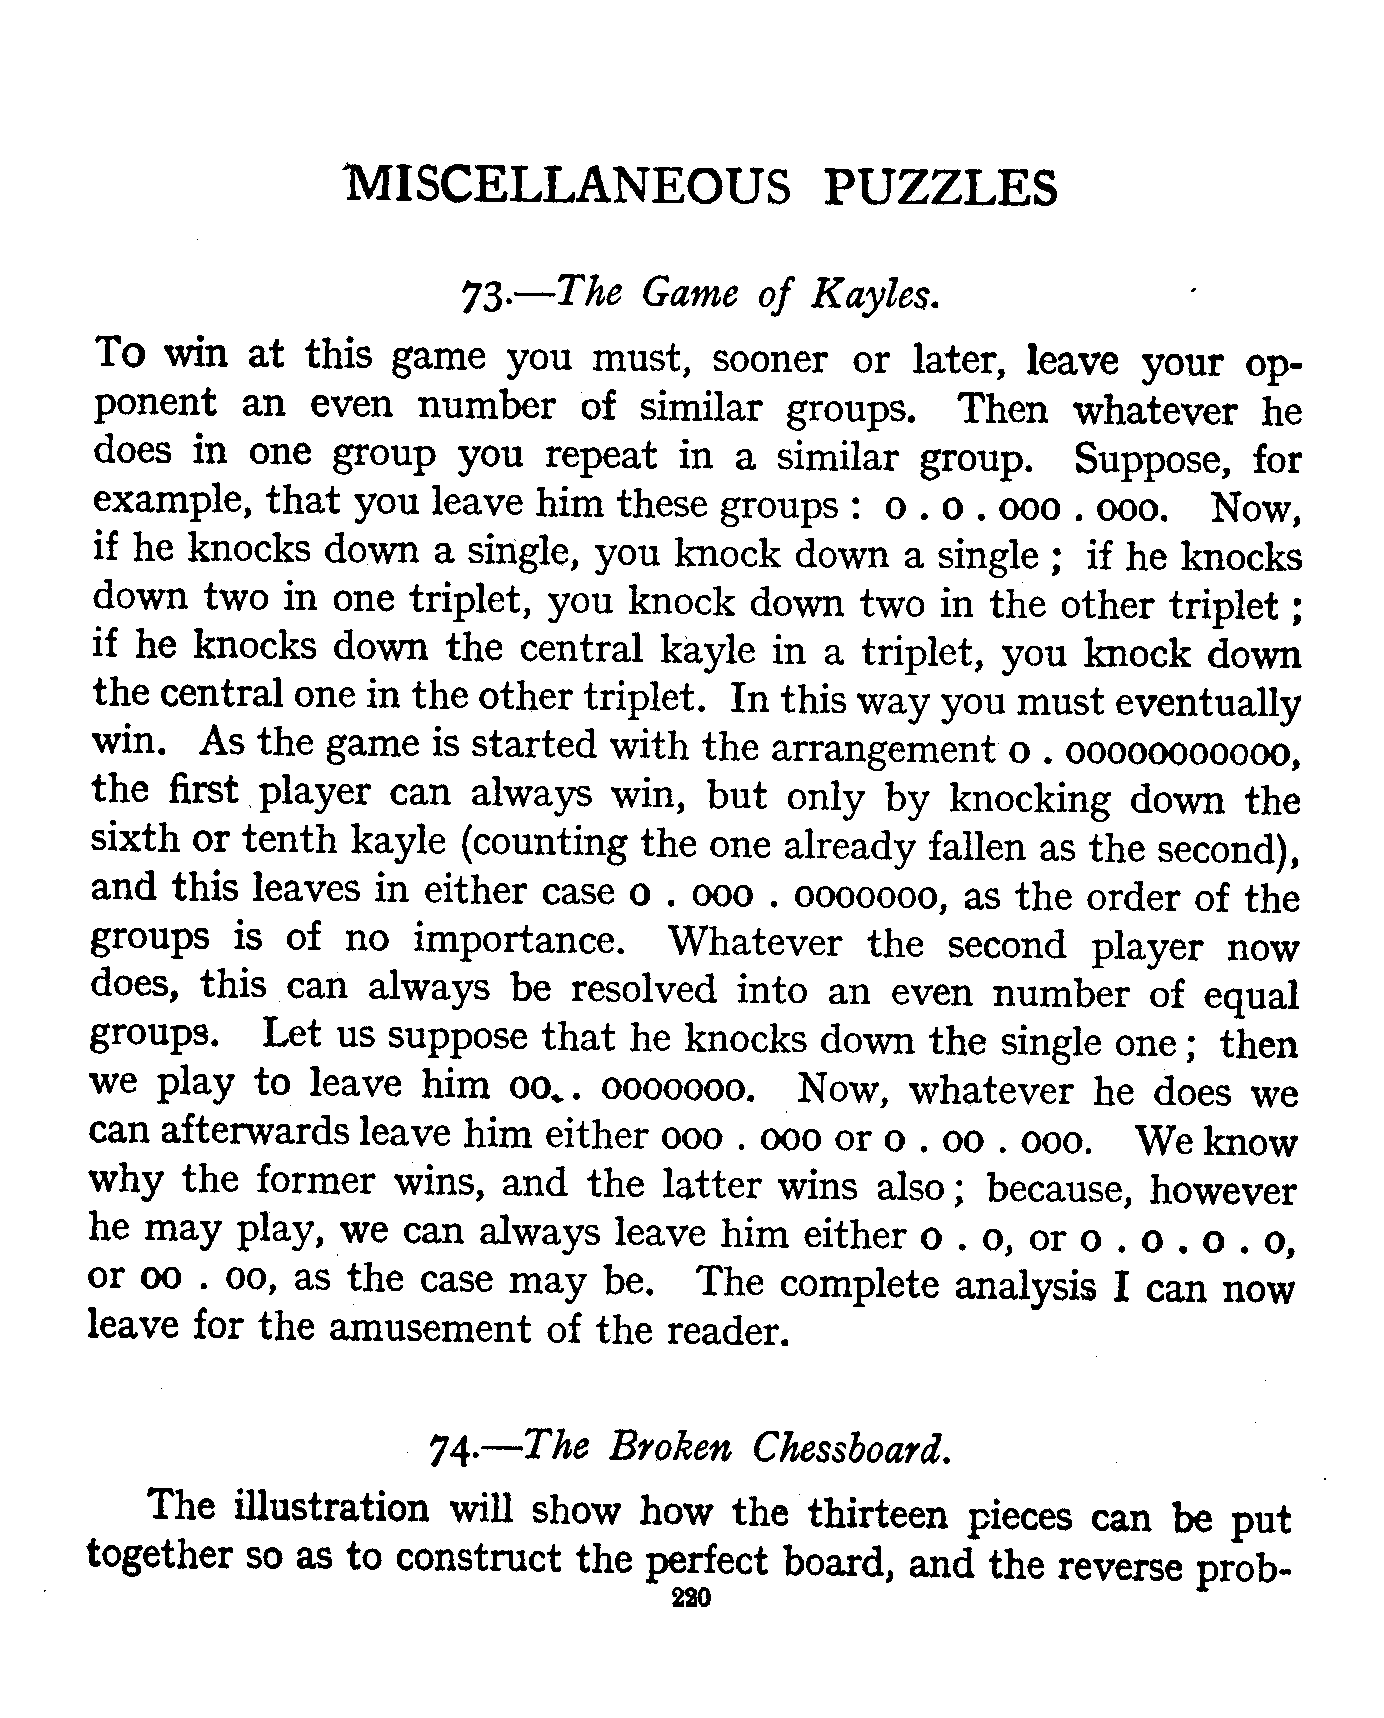 MISCELLANEOUS PUZZLES
73.—The Game of Kayles.
To win at this game you must, sooner or later, leave your op-
ponent an even number of similar groups. Then whatever he
does in one group you repeat in a similar group. Suppose, for
example, that you leave him these groups : o . o . ooo . ooo. Now,
if he knocks down a single, you knock down a single ; if he knocks
down two in one triplet, you knock down two in the other triplet ;
if he knocks down the central kayle in a triplet, you knock down
the central one in the other triplet. In this way you must eventually
win. As the game is started with the arrangement o . ooooooooooo,
the first player can always win, but only by knocking down the
sixth or tenth kayle (counting the one already fallen as the second),
and this leaves in either case o . ooo . ooooooo, as the order of the
groups is of no importance. Whatever the second player now
does, this can always be resolved into an even number of equal
groups. Let us suppose that he knocks down the single one ; then
we play to leave him oo . ooooooo. Now, whatever he does we
can afterwards leave him either ooo . ooo or o . oo . ooo. We know
why the former wins, and the latter wins also ; because, however
he may play, we can always leave him either o . o, or o . o . o . o,
or oo . oo, as the case may be. The complete analysis I can now
leave for the amusement of the reader.
74.—The Broken Chessboard.
The illustration will show how the thirteen pieces can be put
together so as to construct the perfect board, and the reverse prob-
220